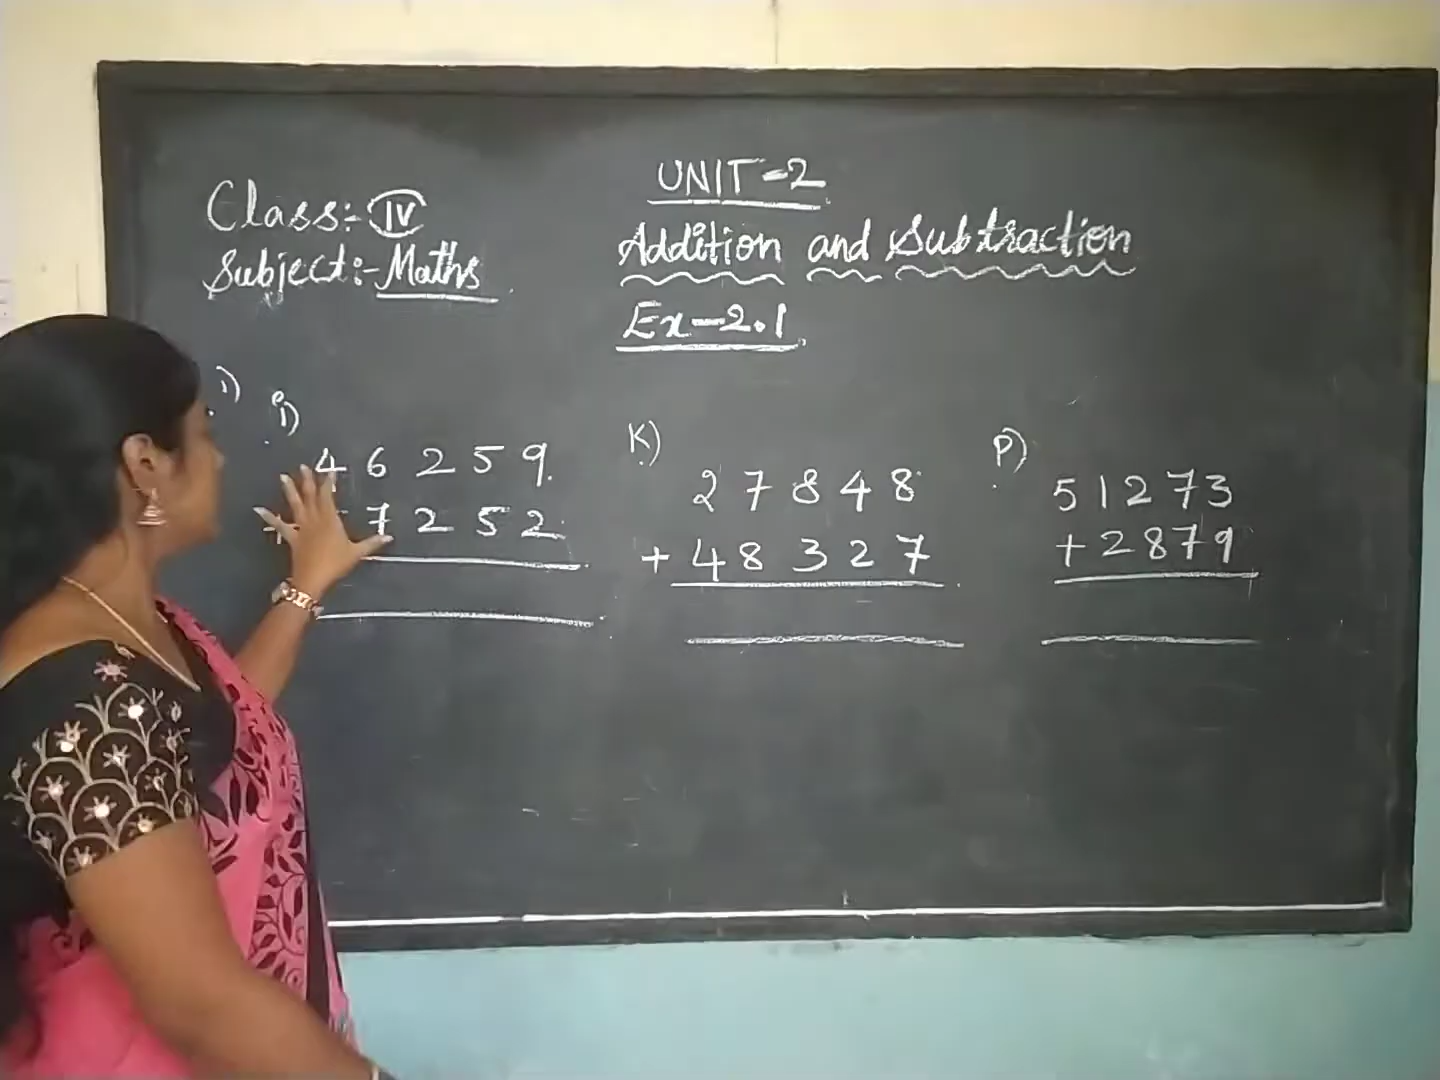 Class:- IV
Subject:- Maths
UNIT-2
Addition and Subtraction
Ex-2.1
i)
46259
7252
K)
27848
+ 48327
P)
51273
+ 2879